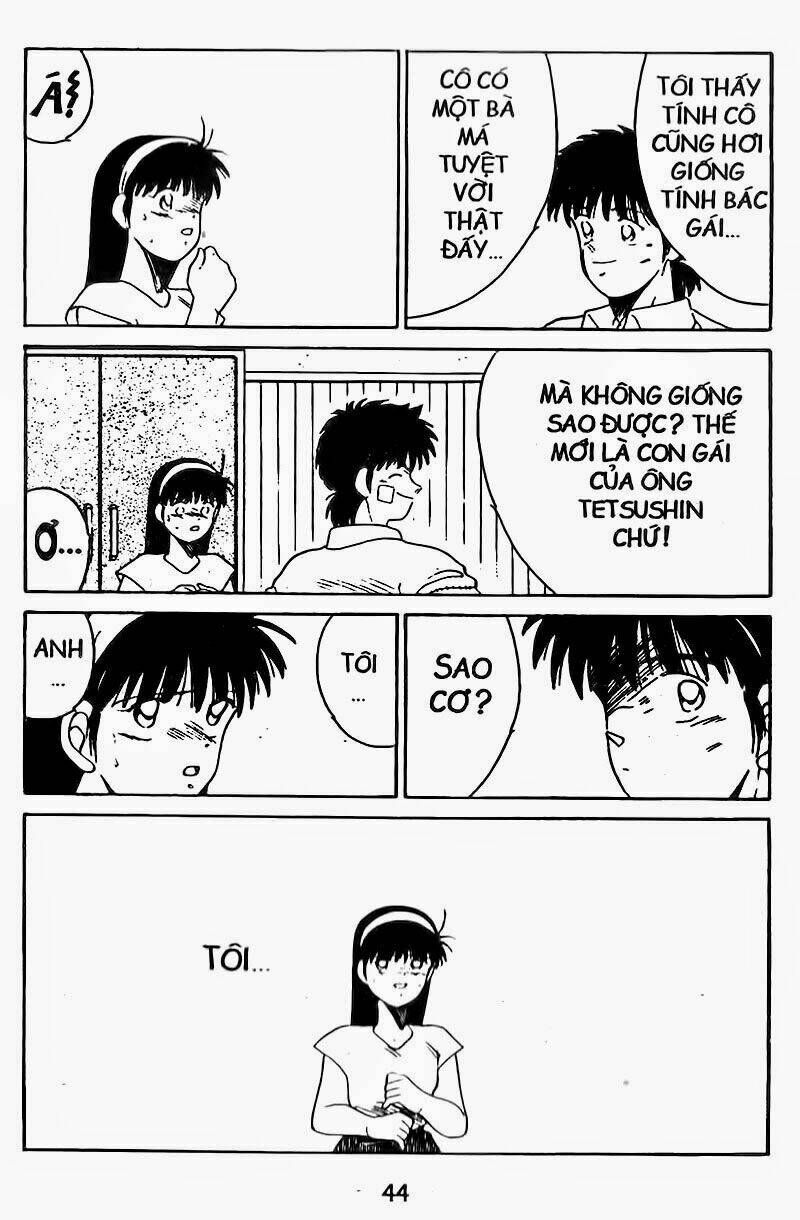 TÔI THẤY
TÍNH CÔ
CŨNG HƠI
GIỐNG
TÍNH BÁC
GÁI...
CÔ CÓ
MỘT BÀ
MÁ
TUYỆT
VỜI
THẬT
ĐẤY...
Á!
MÀ KHÔNG GIỐNG
SAO ĐƯỢC? THẾ
MỚI LÀ CON GÁI
CỦA ÔNG
TETSUSHIN
CHỨ!
Ơ...
SAO
CƠ?
TÔI
...
ANH
...
TÔI...
44